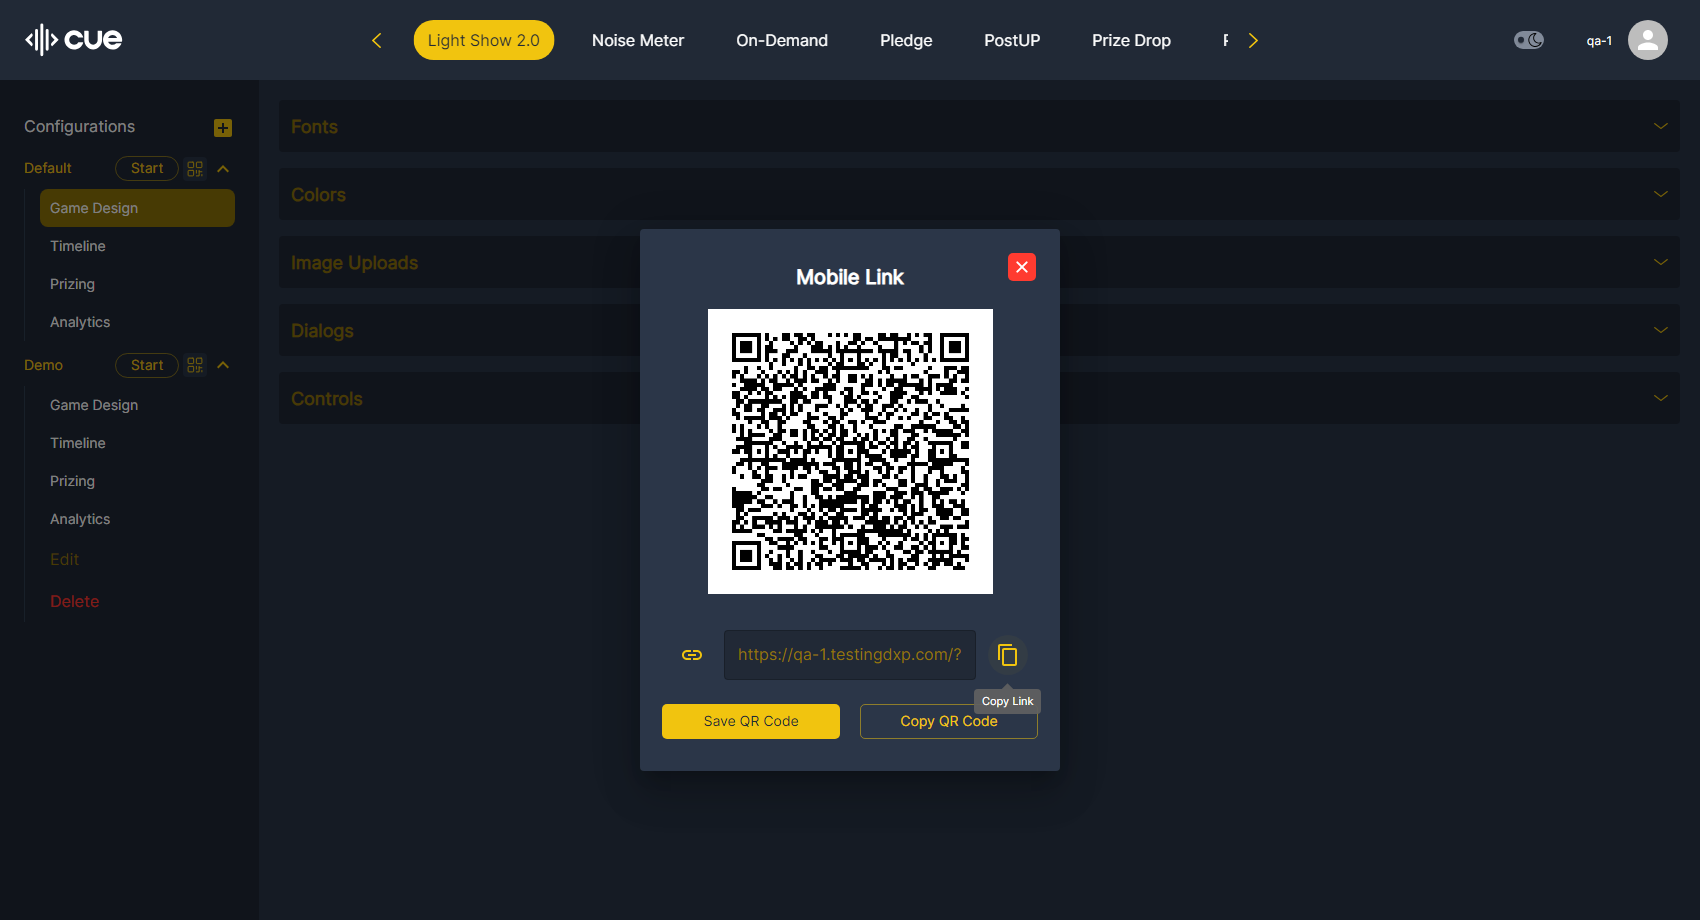 cue
Light Show 2.0
Noise Meter
On-Demand
Pledge
PostUP
Prize Drop
qa-1
Configurations
Default
Start
Game Design
Timeline
Prizing
Analytics
Demo
Start
Game Design
Timeline
Prizing
Analytics
Edit
Delete
Fonts
Colors
Image Uploads
Dialogs
Controls
Mobile Link
https://qa-1.testingdxp.com/?
Copy Link
Save QR Code
Copy QR Code